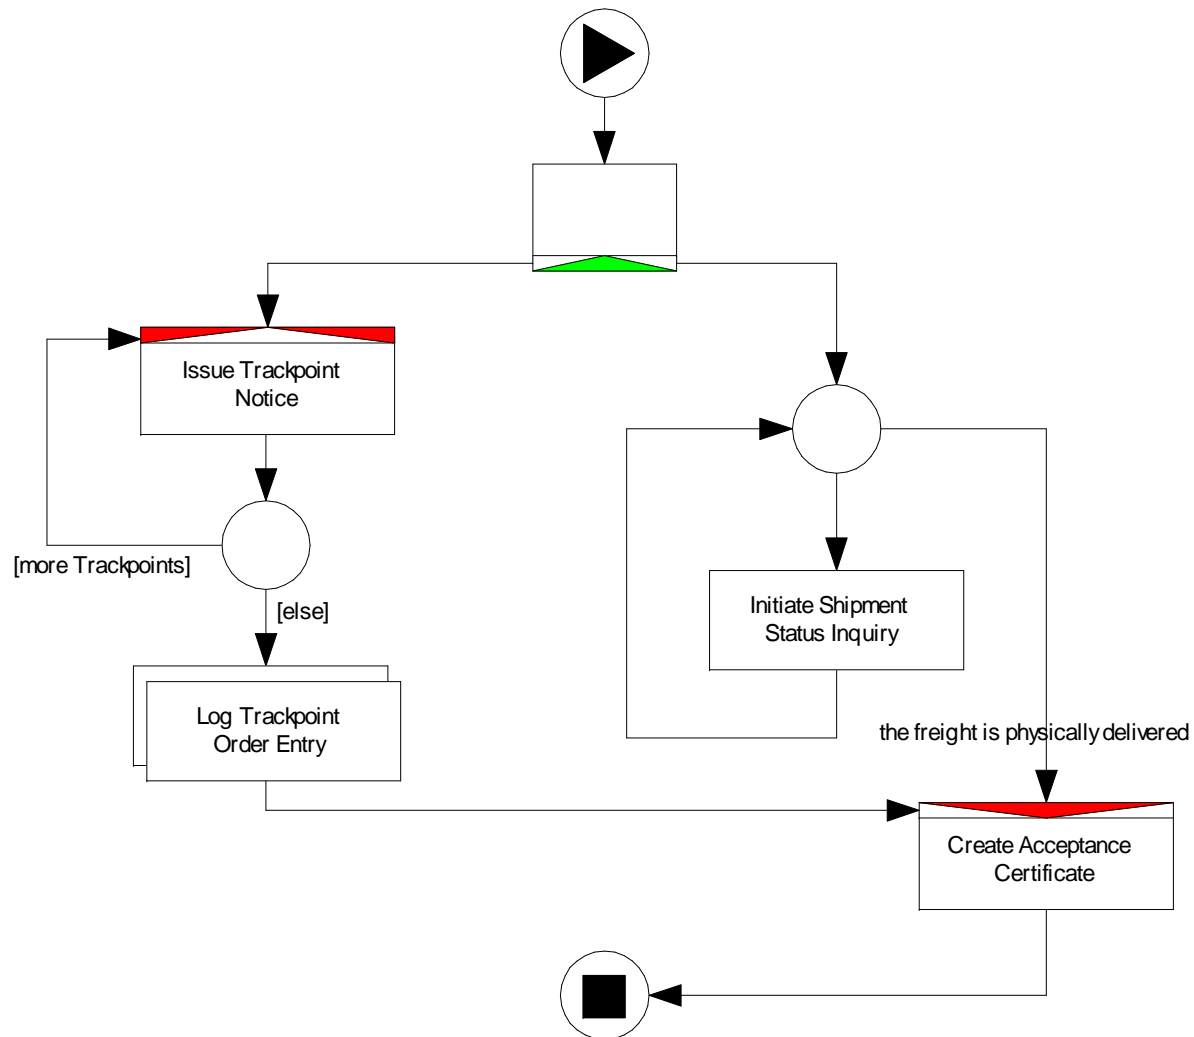 Issue Trackpoint
Notice
[more Trackpoints]
[else]
Initiate Shipment
Status Inquiry
Log Trackpoint
Order Entry
the freight is physically delivered
Create Acceptance
Certificate